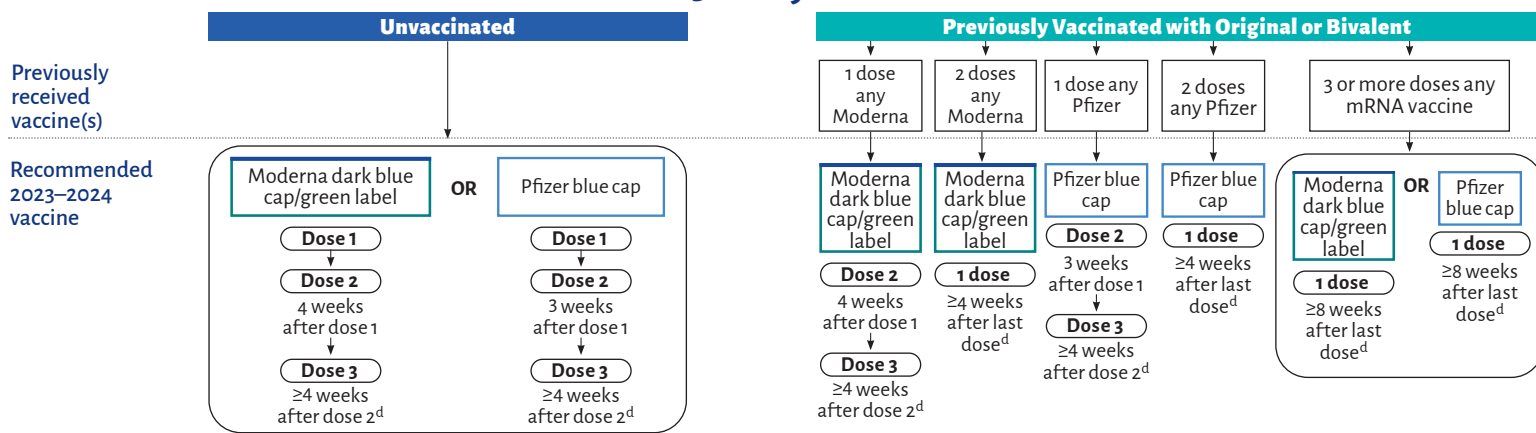 Unvaccinated
Previously Vaccinated with Original or Bivalent
Previously
received
vaccine(s)
1 dose
any
Moderna
2 doses
any
Moderna
1 dose any
Pfizer
2 doses
any Pfizer
3 or more doses any
mRNA vaccine
Recommended
2023–2024
vaccine
Moderna dark blue
cap/green label
OR
Pfizer blue cap
Dose 1
Dose 2
4 weeks
after dose 1
Dose 3
≥4 weeks
after dose 2d
Dose 1
Dose 2
3 weeks
after dose 1
Dose 3
≥4 weeks
after dose 2d
Moderna
dark blue
cap/green
label
Dose 2
4 weeks
after dose 1
Dose 3
≥4 weeks
after dose 2d
Moderna
dark blue
cap/green
label
1 dose
≥4 weeks
after last
dosed
Pfizer blue
cap
Dose 2
3 weeks
after dose 1
Dose 3
≥4 weeks
after dose 2d
Pfizer blue
cap
1 dose
≥4 weeks
after last
dosed
Moderna
dark blue
cap/green
label
1 dose
≥8 weeks
after last
dosed
OR
Pfizer
blue cap
1 dose
≥8 weeks
after last
dosed